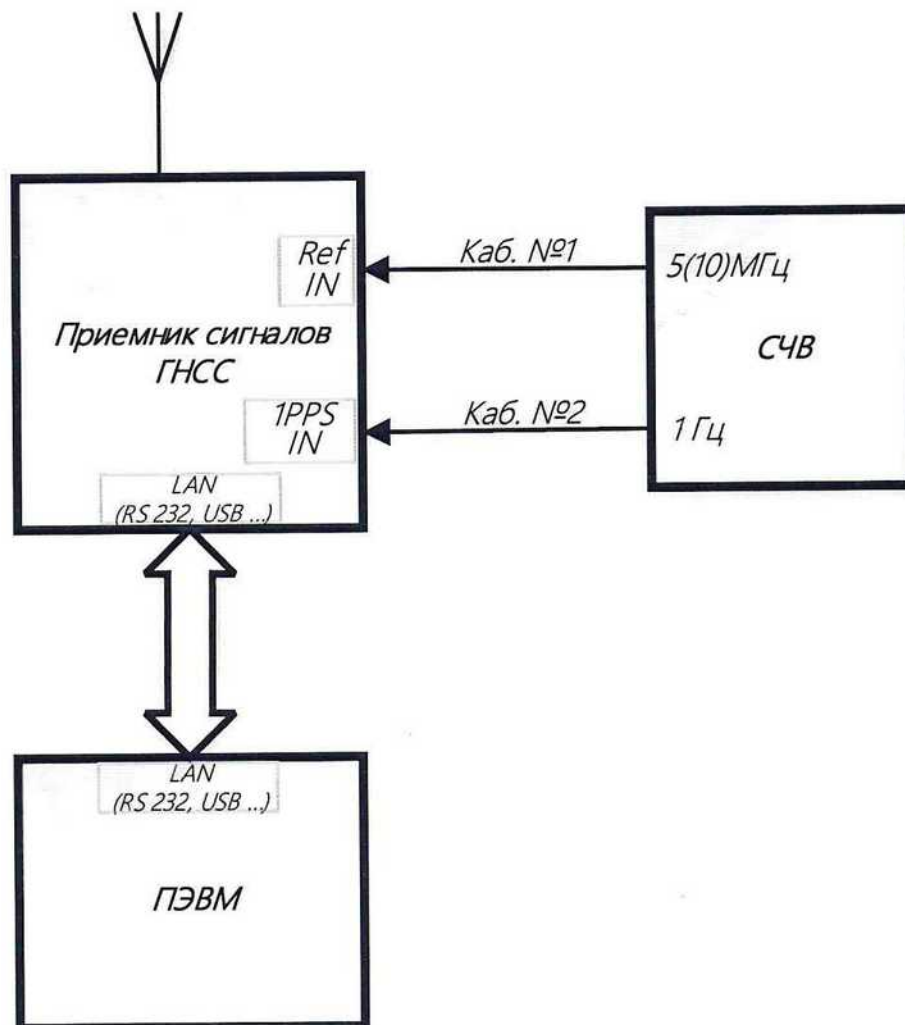 Ref
IN
Каб. №1
5(10)МГц
Приемник сигналов
ГНСС
СЧВ
1PPS
IN
Каб. №2
1 Гц
LAN
(RS 232, USB ...)
LAN
(RS 232, USB ...)
ПЭВМ